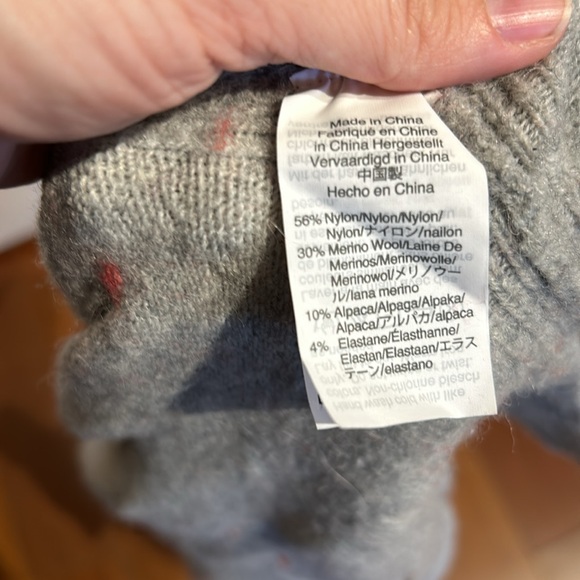 Made in China
Fabriqué en Chine
in China Hergestellt
Vervaardigd in China
中国製
Hecho en China
56% Nylon/Nylon/Nylon/
Nylon/ナイロン/nailon
30% Merino Wool/Laine De
Merinos/Merinowolle/
Merinowol/メリノウー
ル/lana merino
10% Alpaca/Alpaga/Alpaka/
Alpaca/アルパカ/alpaca
4% Elastane/Élasthanne/
Elastan/Elastaan/エラス
テーン/elastano